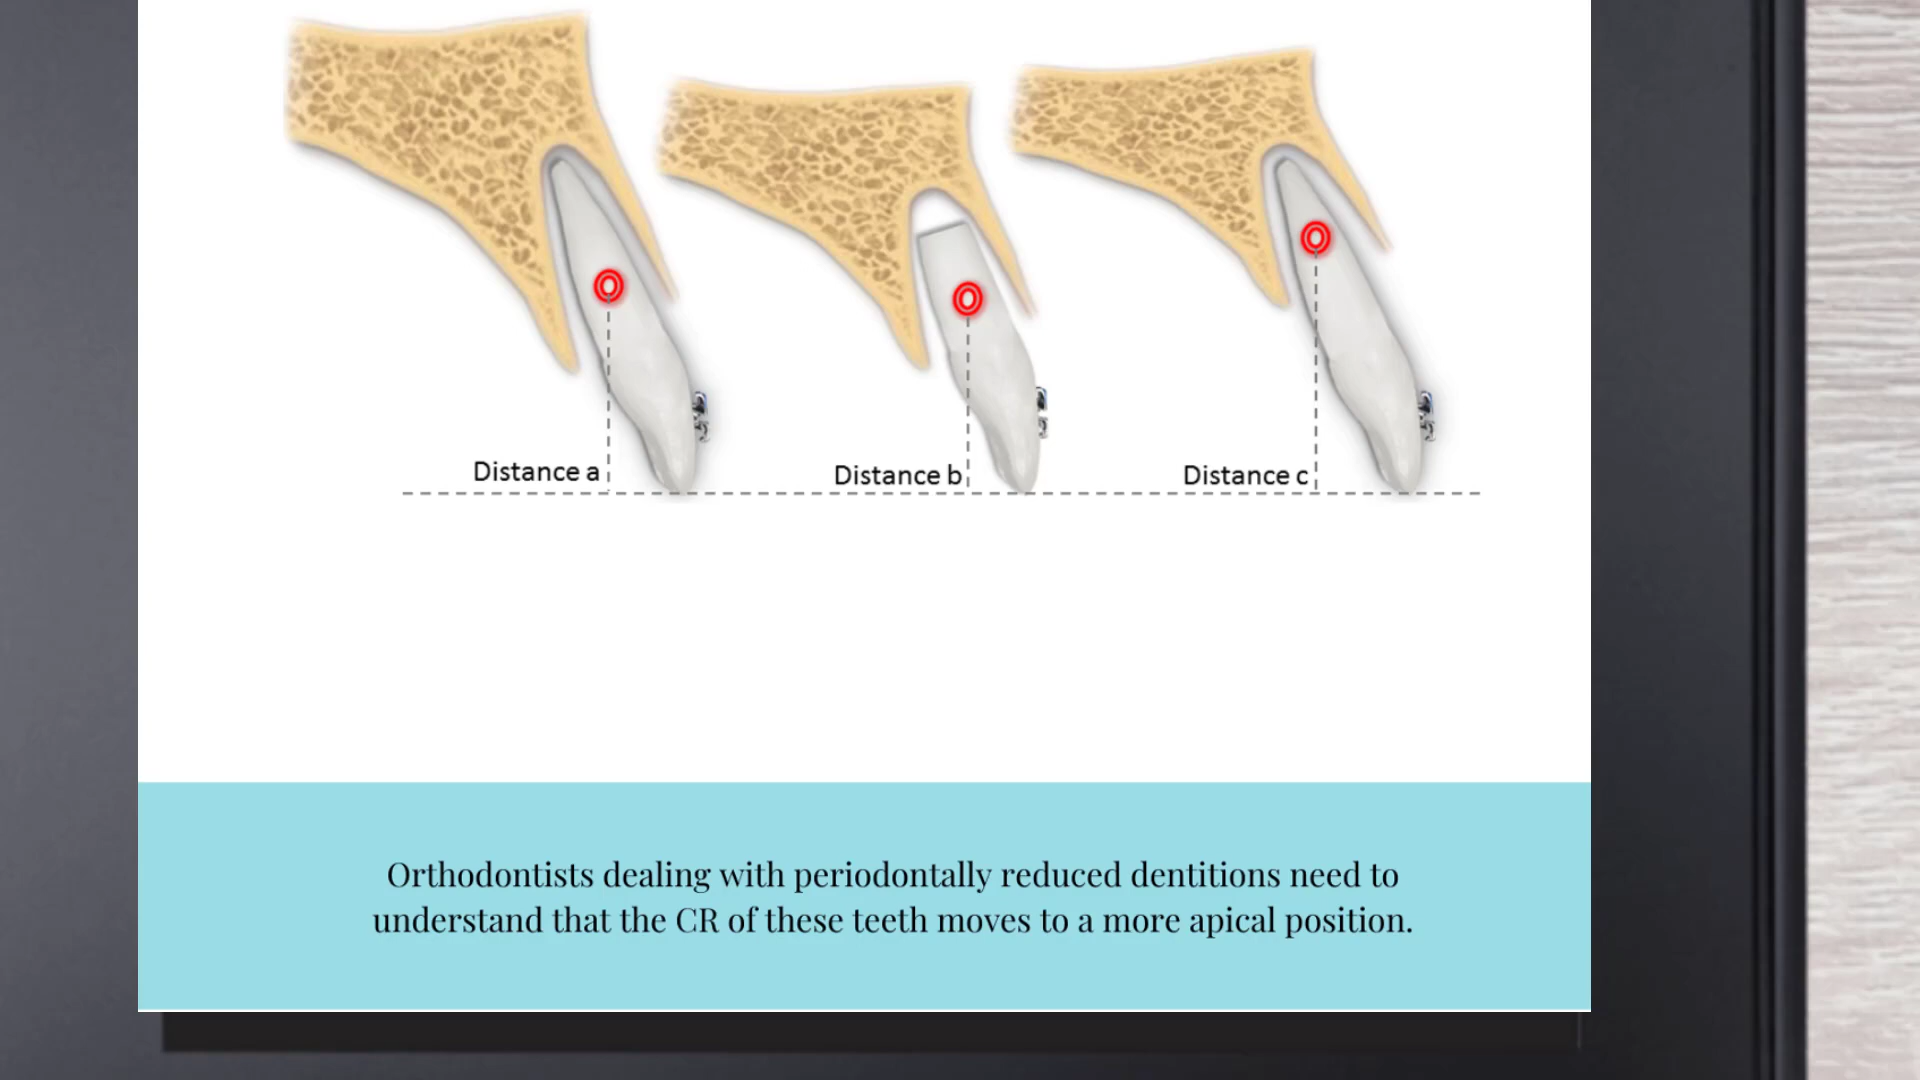 Distance a
Distance b
Distance c
Orthodontists dealing with periodontally reduced dentitions need to
understand that the CR of these teeth moves to a more apical position.